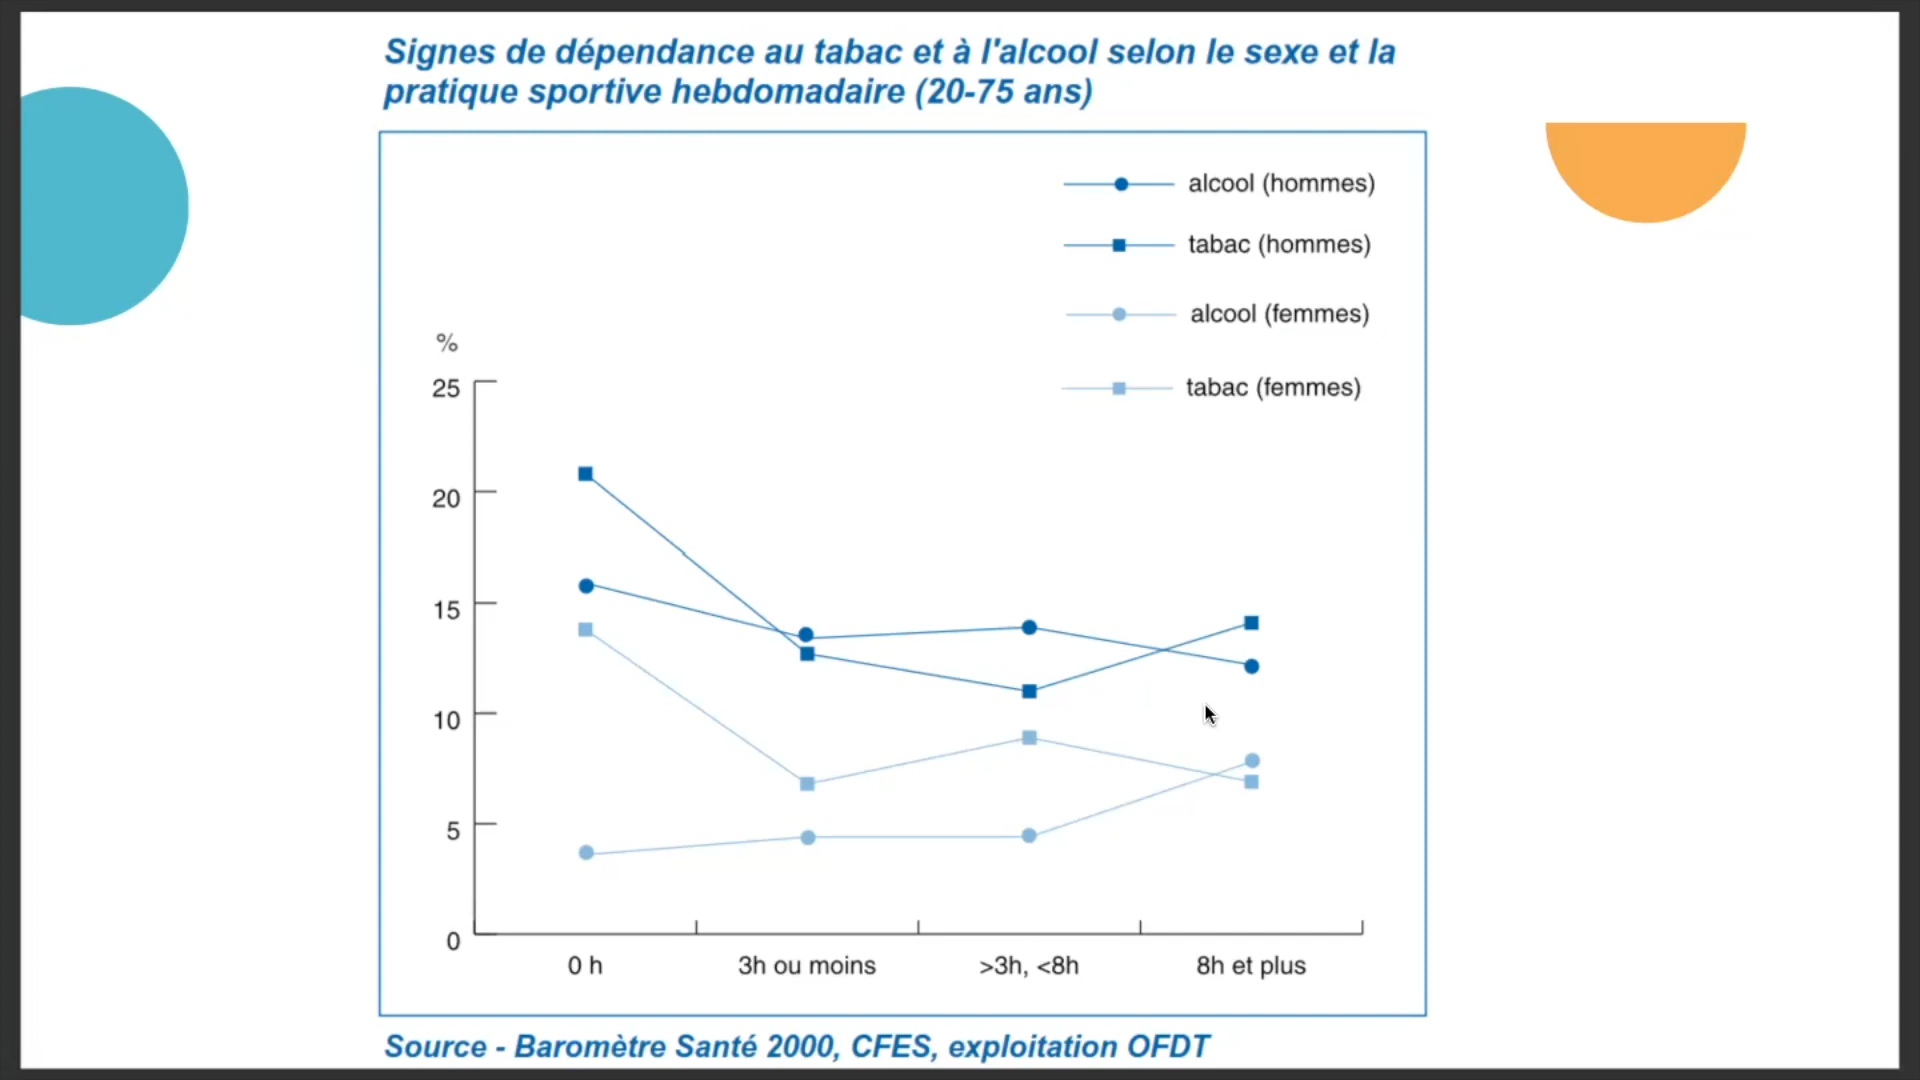 Signes de dépendance au tabac et à l'alcool selon le sexe et la
pratique sportive hebdomadaire (20-75 ans)
alcool (hommes)
tabac (hommes)
alcool (femmes)
tabac (femmes)
%
25
20
15
10
5
0
0 h
3h ou moins
>3h, <8h
8h et plus
Source - Baromètre Santé 2000, CFES, exploitation OFDT